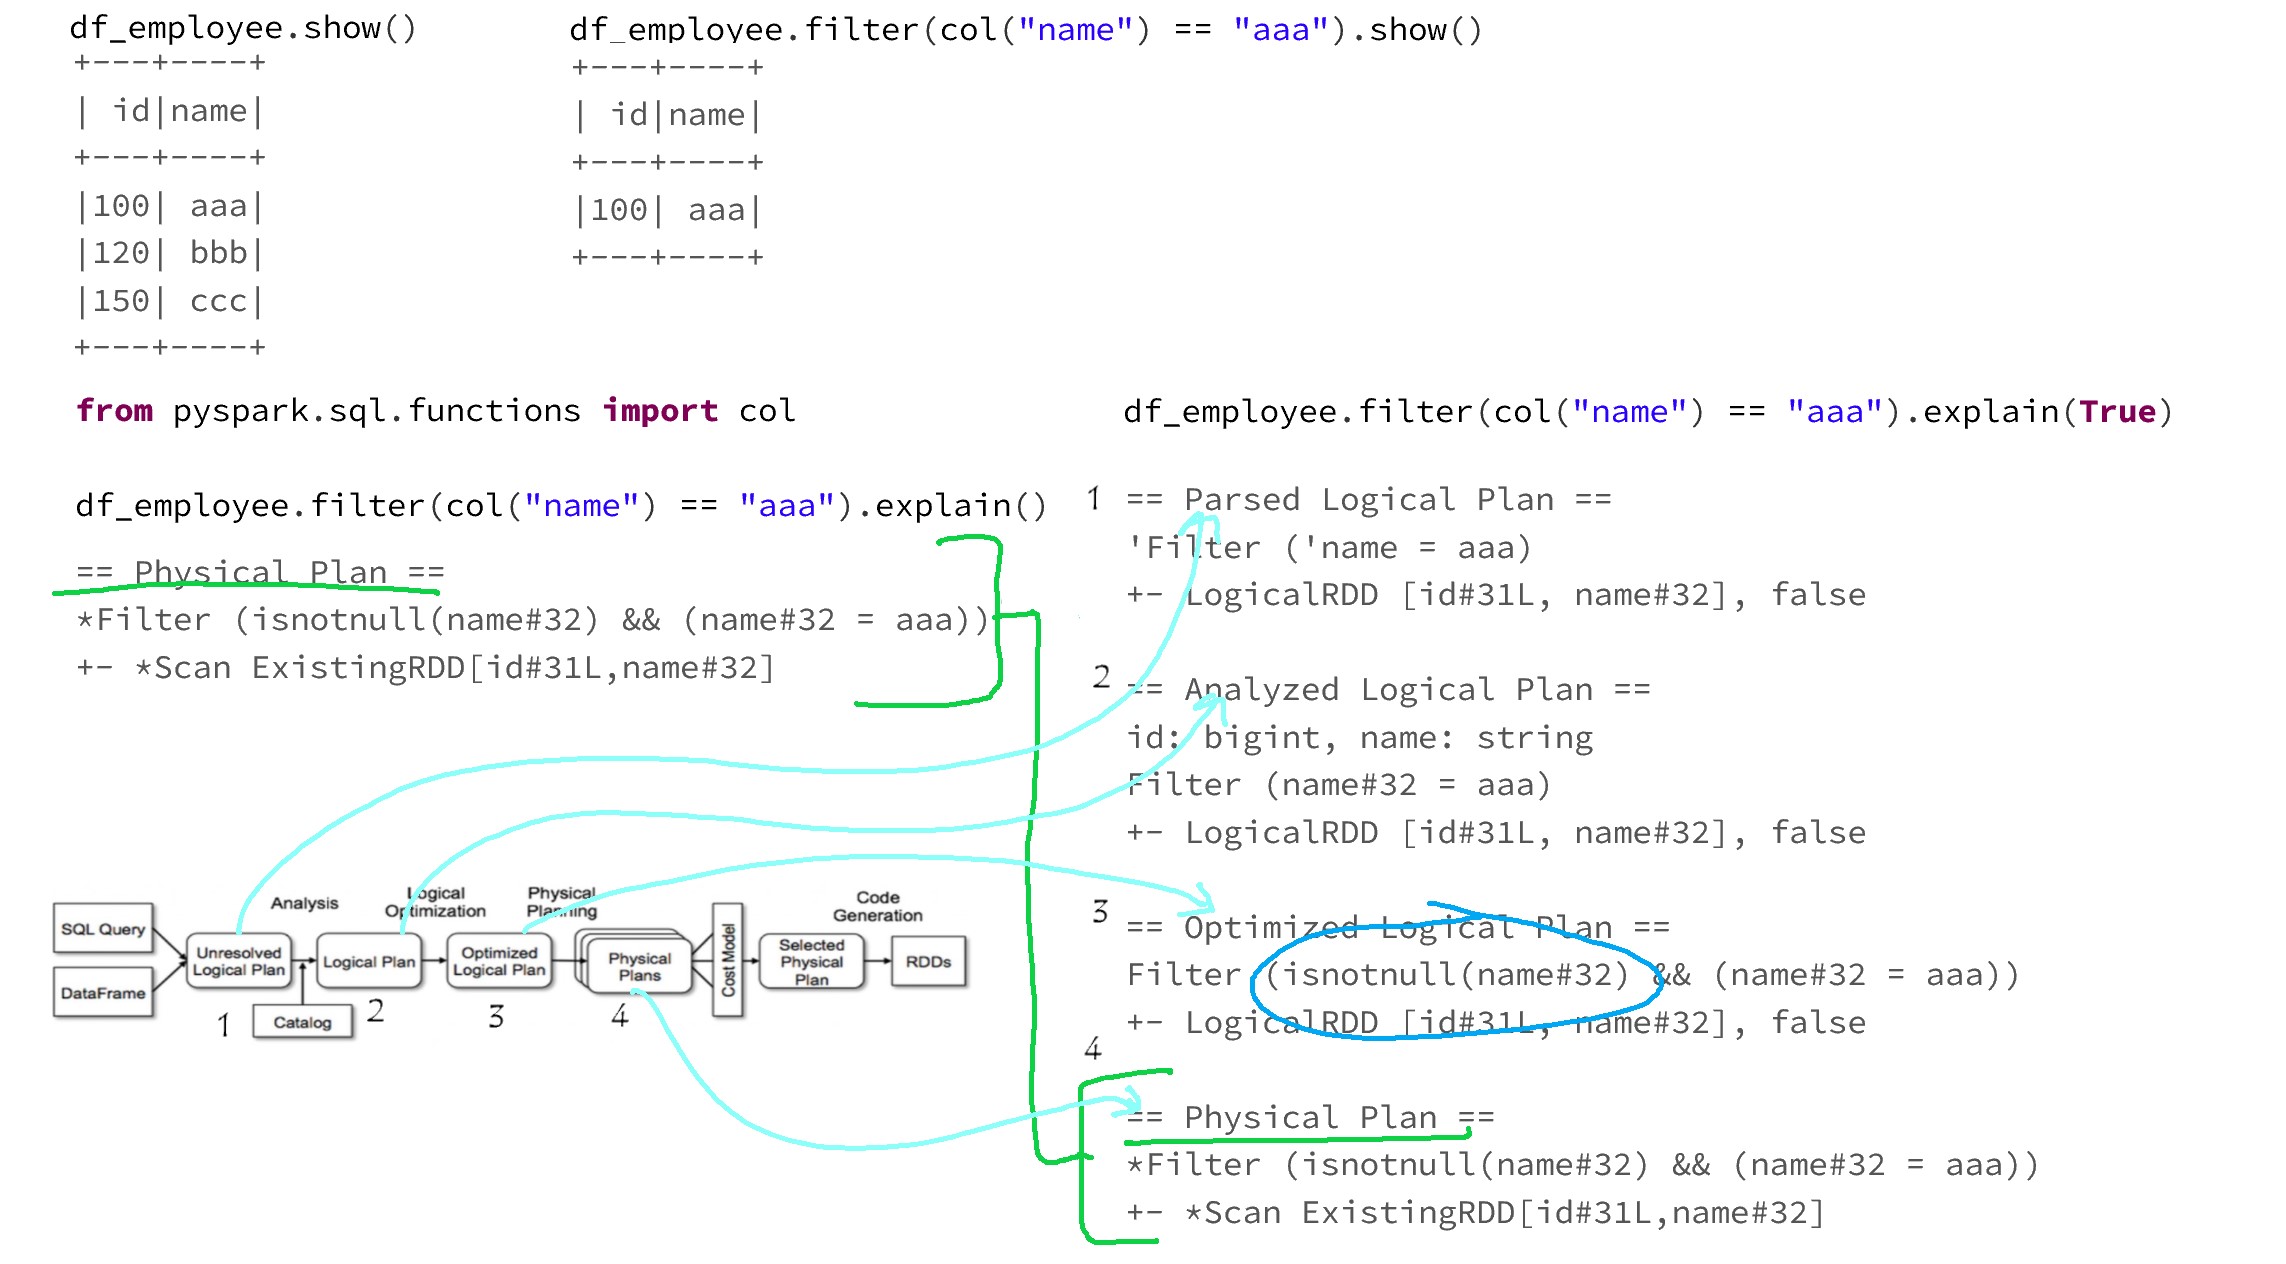 df_employee.show()
+---+----+
| id|name|
+---+----+
|100| aaa|
|120| bbb|
|150| ccc|
+---+----+
df_employee.filter(col("name") == "aaa").show()
+---+----+
| id|name|
+---+----+
|100| aaa|
+---+----+
from pyspark.sql.functions import col
df_employee.filter(col("name") == "aaa").explain()
== Physical Plan ==
*Filter (isnotnull(name#32) && (name#32 = aaa))
+- *Scan ExistingRDD[id#31L,name#32]
SQL Query
DataFrame
Unresolved
Logical Plan
1
Analysis
Catalog
Logical Plan
2
Logical
Optimization
Optimized
Logical Plan
3
Physical
Planning
Physical
Plans
4
Cost Model
Selected
Physical
Plan
Code
Generation
RDDs
df_employee.filter(col("name") == "aaa").explain(True)
1 == Parsed Logical Plan ==
'Filter ('name = aaa)
+- LogicalRDD [id#31L, name#32], false
2 == Analyzed Logical Plan ==
id: bigint, name: string
Filter (name#32 = aaa)
+- LogicalRDD [id#31L, name#32], false
3 == Optimized Logical Plan ==
Filter (isnotnull(name#32) && (name#32 = aaa))
+- LogicalRDD [id#31L, name#32], false
4 == Physical Plan ==
*Filter (isnotnull(name#32) && (name#32 = aaa))
+- *Scan ExistingRDD[id#31L,name#32]